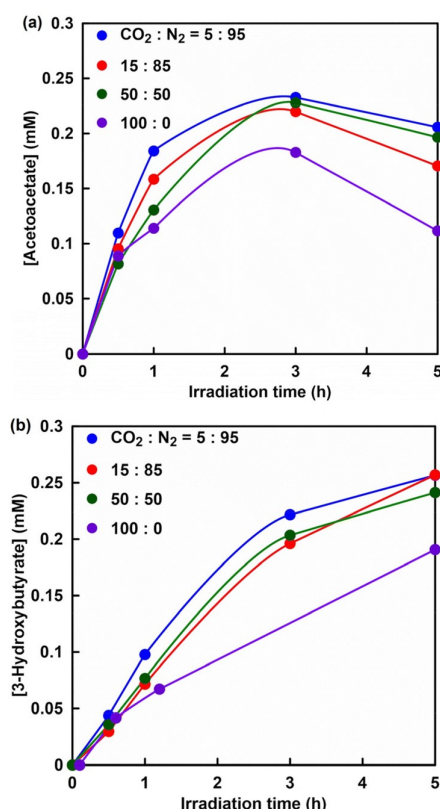 (a)
0.3
CO₂ : N₂ = 5 : 95
15 : 85
50 : 50
100 : 0
0.25
0.2
0.15
0.1
0.05
0
[Acetoacetate] (mM)
0 1 2 3 4 5
Irradiation time (h)
(b)
0.3
CO₂ : N₂ = 5 : 95
15 : 85
50 : 50
100 : 0
0.25
0.2
0.15
0.1
0.05
0
[3-Hydroxybutyrate] (mM)
0 1 2 3 4 5
Irradiation time (h)